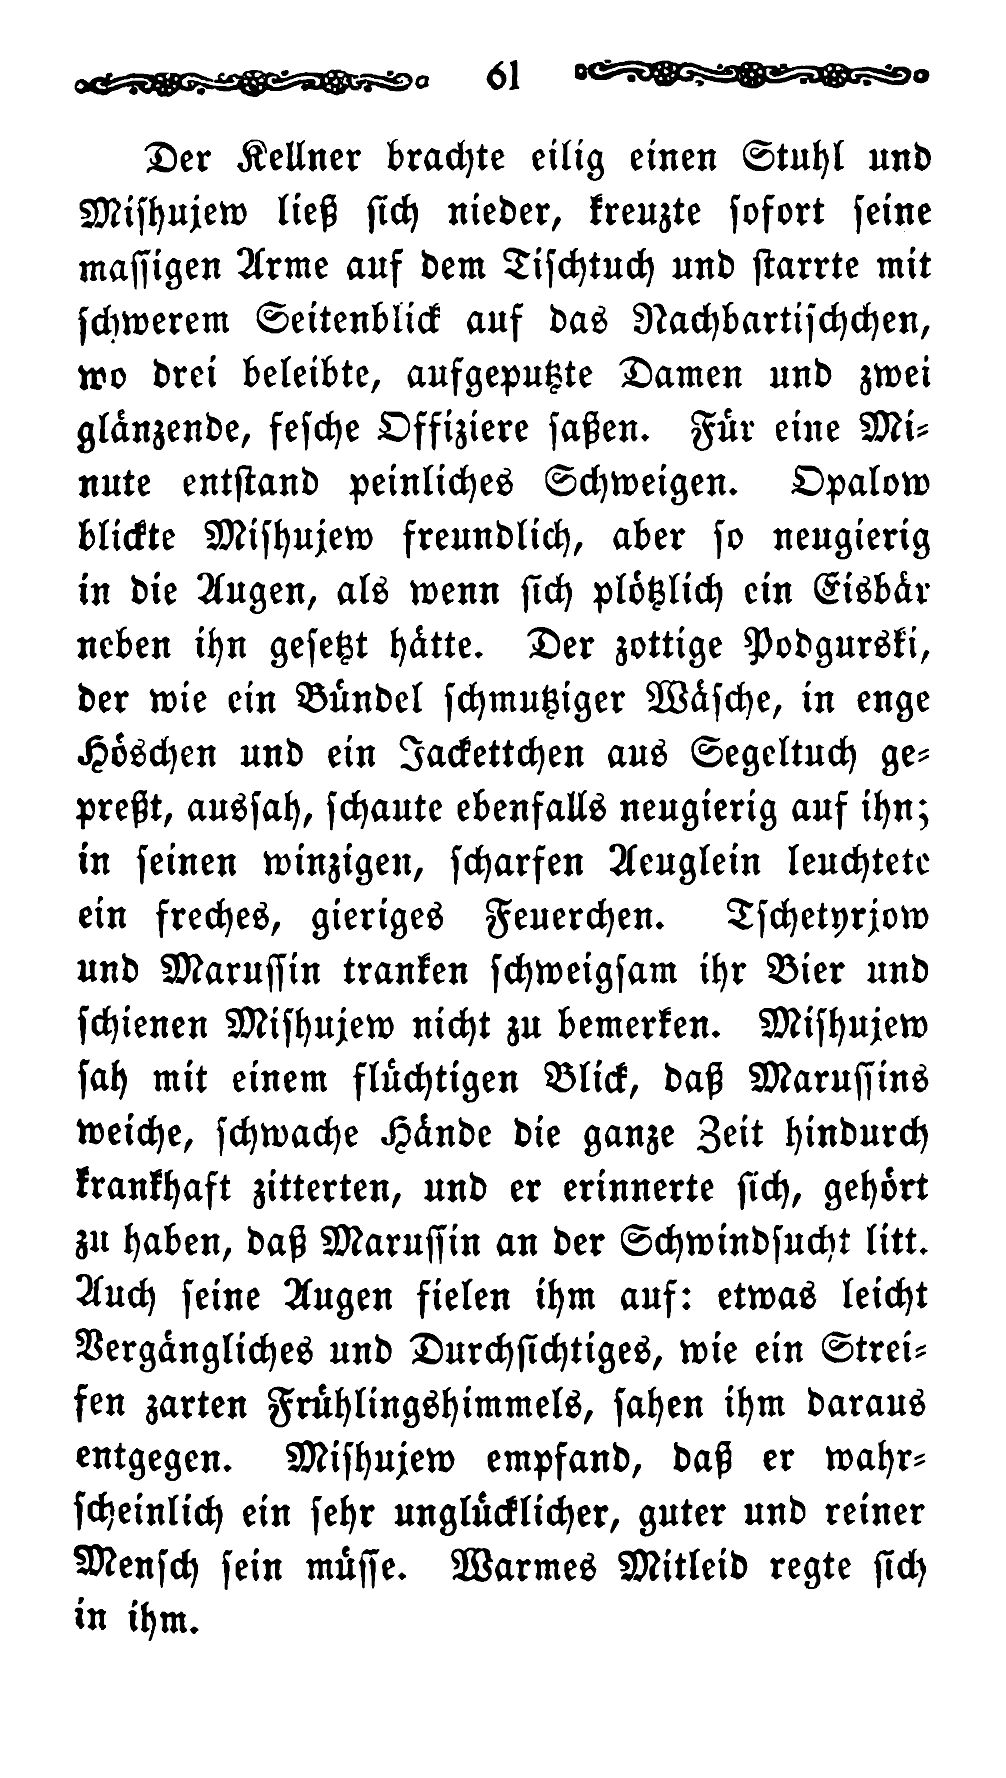 61
Der Kellner brachte eilig einen Stuhl und
Miſhujew ließ ſich nieder, kreuzte ſofort ſeine
maſſigen Arme auf dem Tiſchtuch und ſtarrte mit
ſchwerem Seitenblick auf das Nachbartiſchchen,
wo drei beleibte, aufgeputzte Damen und zwei
glänzende, feſche Offiziere ſaßen. Für eine Mi⸗
nute entſtand peinliches Schweigen. Opalow
blickte Miſhujew freundlich, aber ſo neugierig
in die Augen, als wenn ſich plötzlich ein Eisbär
neben ihn geſetzt hätte. Der zottige Podgurski,
der wie ein Bündel ſchmutziger Wäſche, in enge
Höschen und ein Jackettchen aus Segeltuch ge⸗
preßt, ausſah, ſchaute ebenfalls neugierig auf ihn;
in ſeinen winzigen, ſcharfen Aeuglein leuchtete
ein freches, gieriges Feuerchen. Tſchetyrjow
und Maruſſin tranken ſchweigſam ihr Bier und
ſchienen Miſhujew nicht zu bemerken. Miſhujew
ſah mit einem flüchtigen Blick, daß Maruſſins
weiche, ſchwache Hände die ganze Zeit hindurch
krankhaft zitterten, und er erinnerte ſich, gehört
zu haben, daß Maruſſin an der Schwindſucht litt.
Auch ſeine Augen fielen ihm auf: etwas leicht
Vergängliches und Durchſichtiges, wie ein Strei⸗
fen zarten Frühlingshimmels, ſahen ihm daraus
entgegen. Miſhujew empfand, daß er wahr⸗
ſcheinlich ein ſehr unglücklicher, guter und reiner
Menſch ſein müſſe. Warmes Mitleid regte ſich
in ihm.